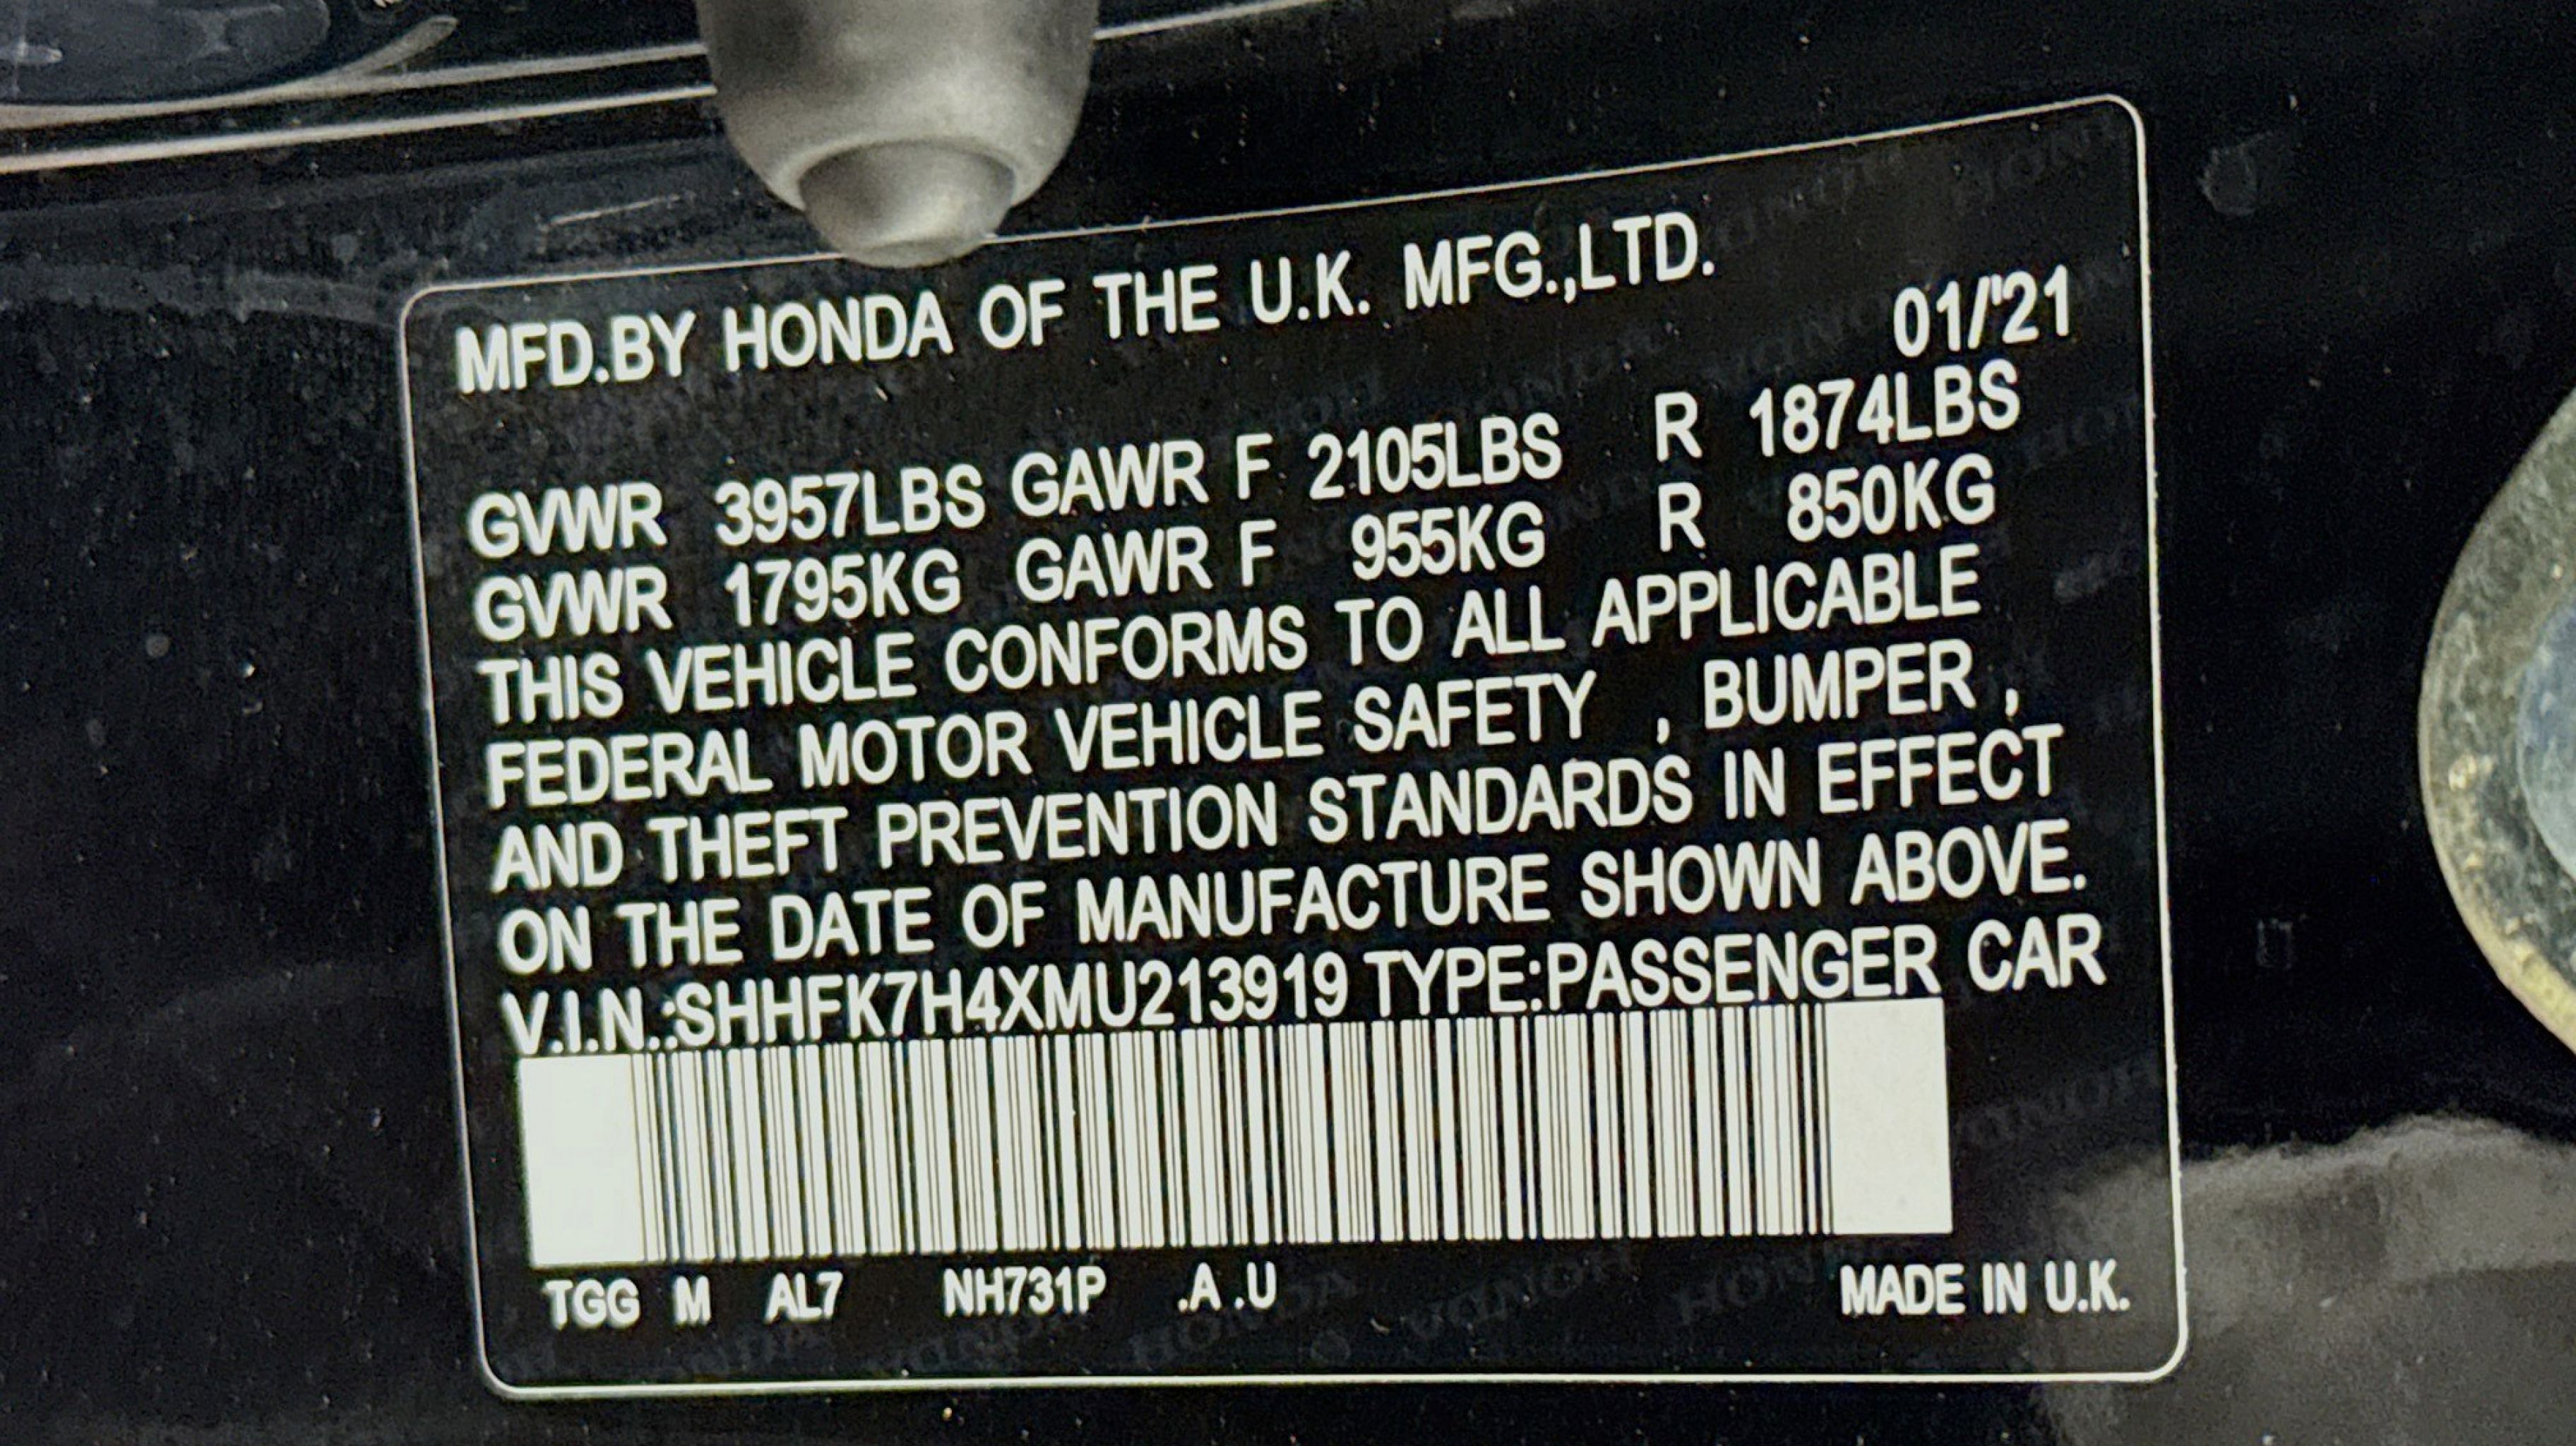 MFD.BY HONDA OF THE U.K. MFG.,LTD.
01/'21
GVWR 3957LBS GAWR F 2105LBS R 1874LBS
GVWR 1795KG GAWR F 955KG R 850KG
THIS VEHICLE CONFORMS TO ALL APPLICABLE
FEDERAL MOTOR VEHICLE SAFETY , BUMPER ,
AND THEFT PREVENTION STANDARDS IN EFFECT
ON THE DATE OF MANUFACTURE SHOWN ABOVE.
V.I.N.:SHHFK7H4XMU213919 TYPE:PASSENGER CAR
TGG M AL7 NH731P .A .U MADE IN U.K.